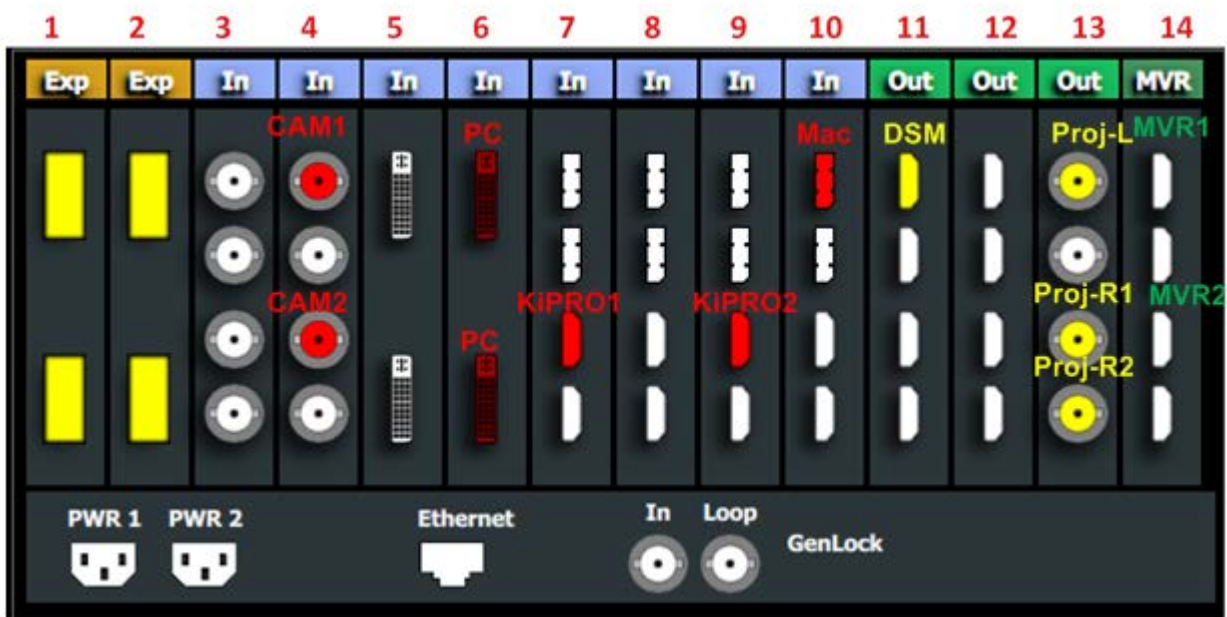 1 2 3 4 5 6 7 8 9 10 11 12 13 14
Exp Exp In In In In In In In In Out Out Out MVR
CAM1 PC Mac DSM Proj-L MVR1
CAM2 KiPRO1 KiPRO2 Proj-R1 MVR2
PC Proj-R2
PWR 1 PWR 2 Ethernet In Loop GenLock